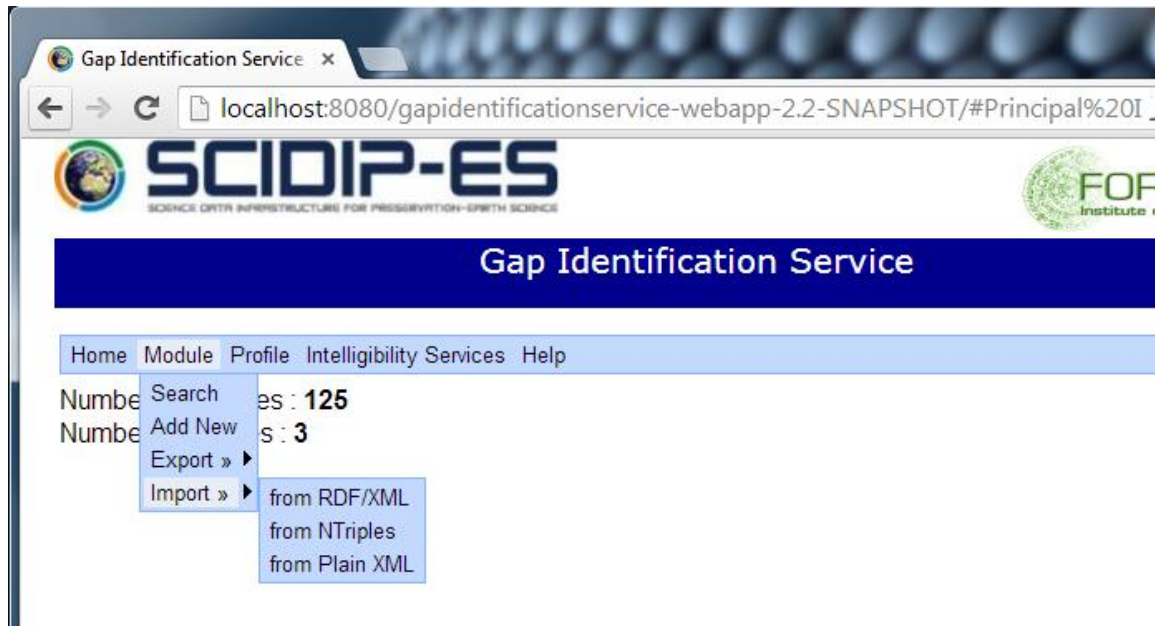 Gap Identification Service ×
localhost:8080/gapidentificationservice-webapp-2.2-SNAPSHOT/#Principal%20I
SCIDIP-ES
SCIENCE DATA INFRASTRUCTURE FOR PRESERVATION-EARTH SCIENCE
FOR
Institute
Gap Identification Service
Home Module Profile Intelligibility Services Help
Numbe es : 125
Numbe s : 3
Search
Add New
Export »
Import »
from RDF/XML
from NTriples
from Plain XML